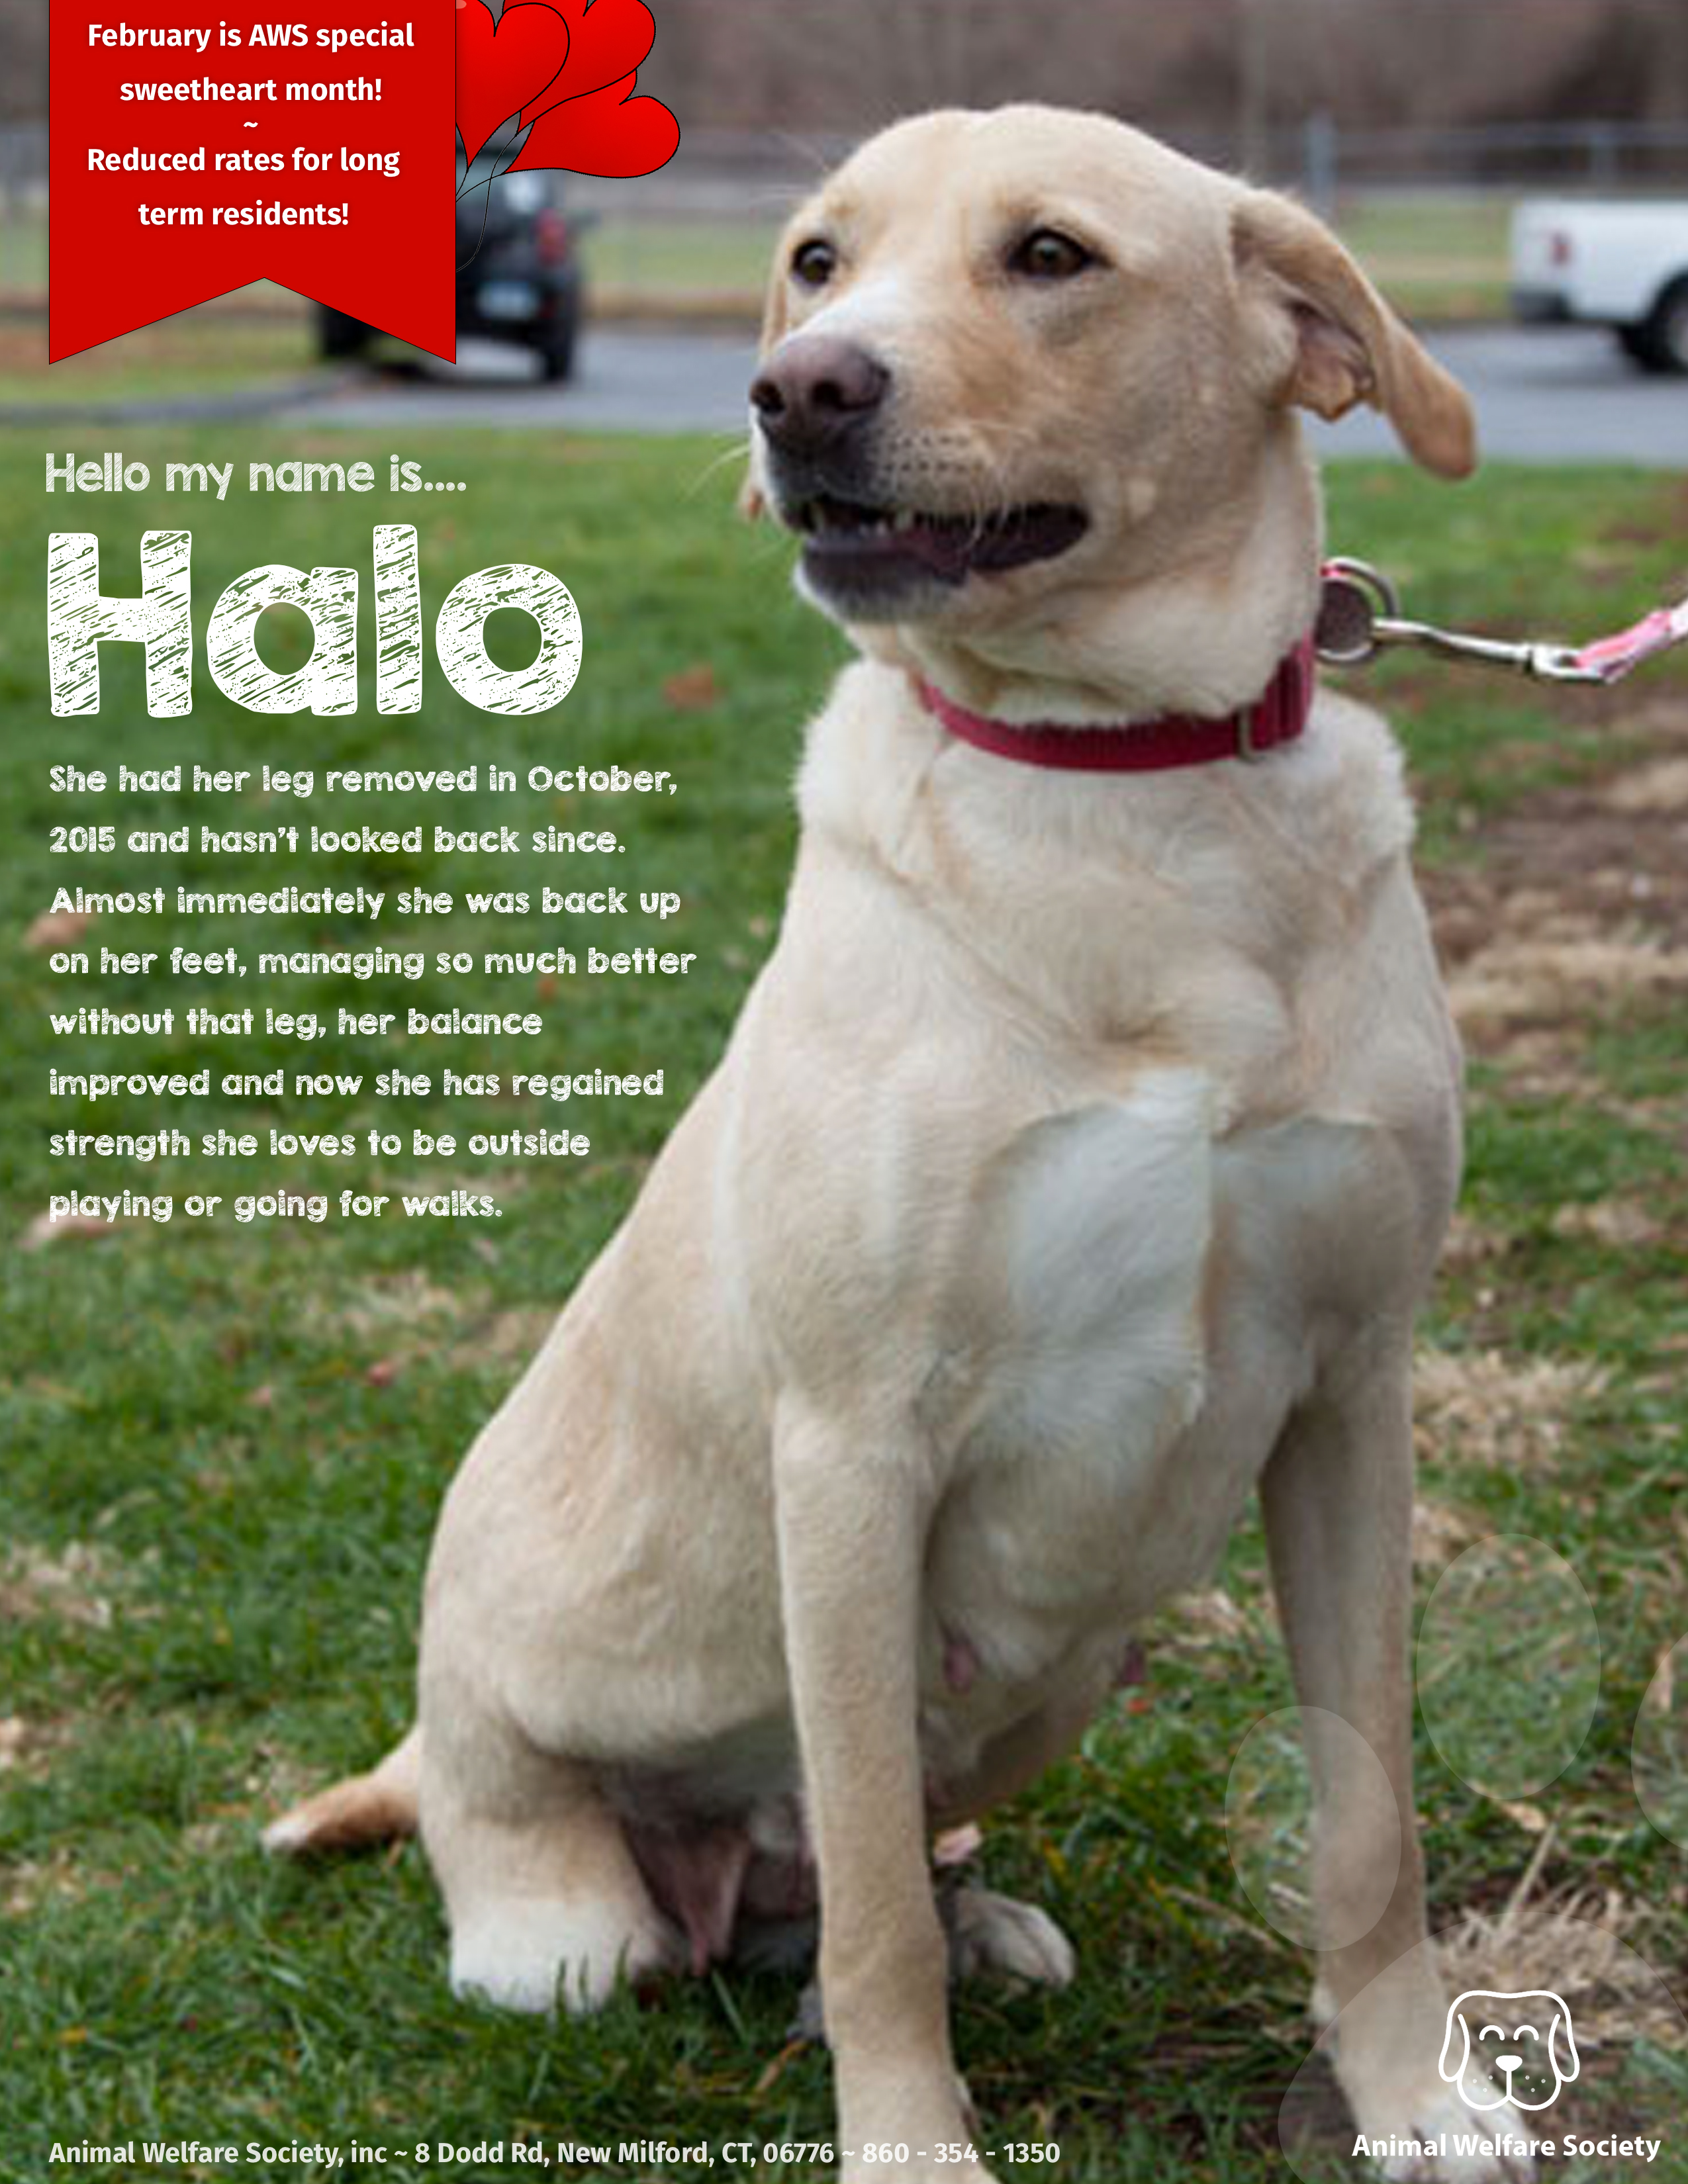 February is AWS special
sweetheart month!
~
Reduced rates for long
term residents!
Hello my name is....
Halo
She had her leg removed in October,
2015 and hasn't looked back since.
Almost immediately she was back up
on her feet, managing so much better
without that leg, her balance
improved and now she has regained
strength she loves to be outside
playing or going for walks.
Animal Welfare Society, inc ~ 8 Dodd Rd, New Milford, CT, 06776 ~ 860 - 354 - 1350
Animal Welfare Society